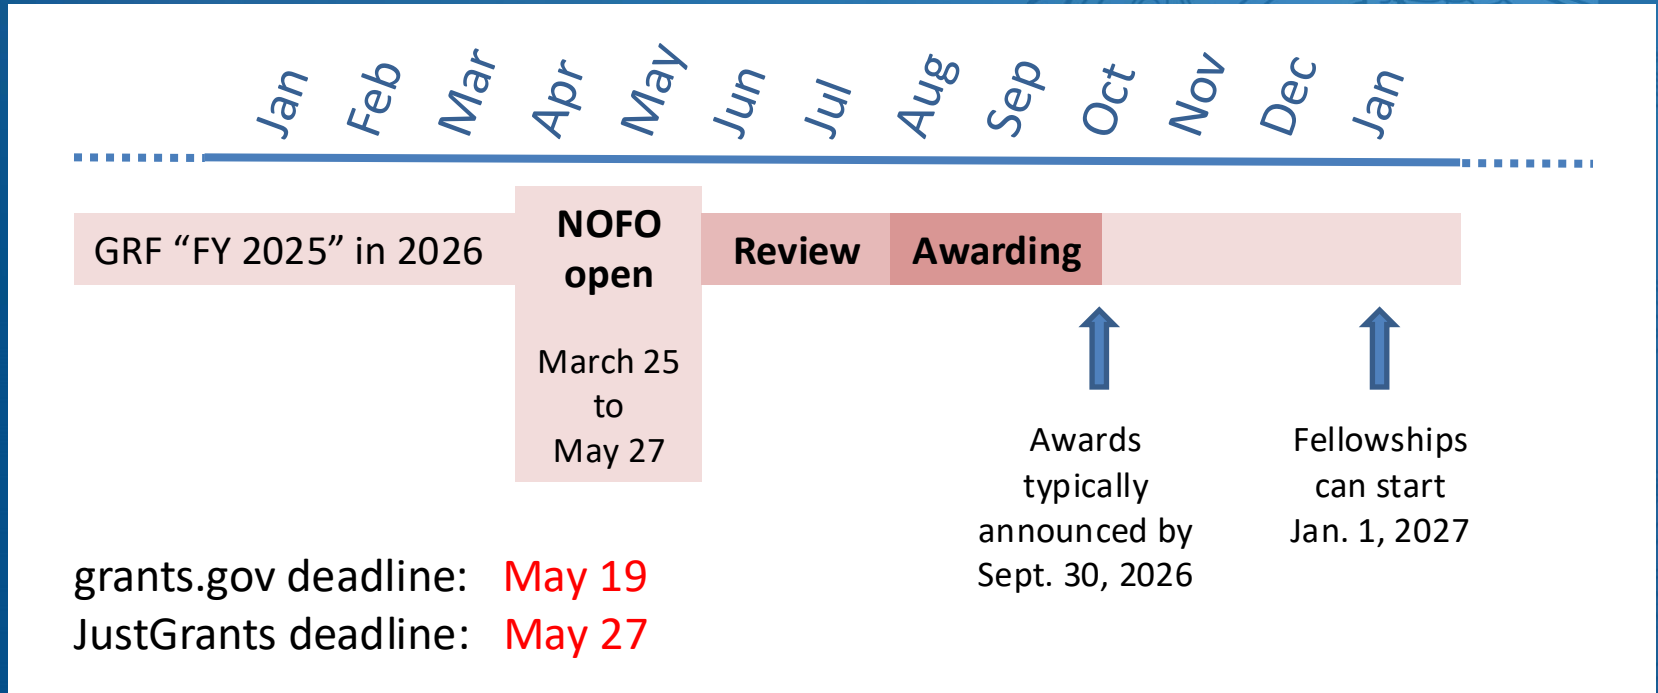 Jan Feb Mar Apr May Jun Jul Aug Sep Oct Nov Dec Jan
GRF “FY 2025” in 2026
NOFO
open
March 25
to
May 27
Review
Awarding
Awards
typically
announced by
Sept. 30, 2026
Fellowships
can start
Jan. 1, 2027
grants.gov deadline: May 19
JustGrants deadline: May 27